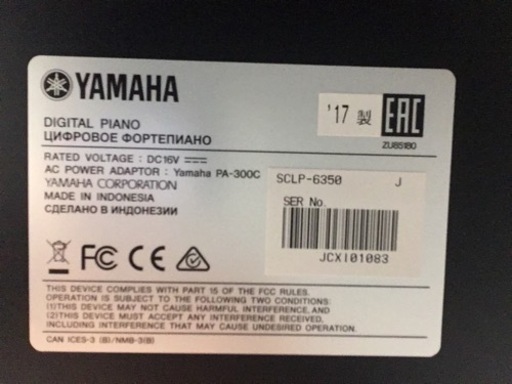 YAMAHA
'17 製
EAC
ZU65180
DIGITAL PIANO
ЦИФРОВОЕ ФОРТЕПИАНО
RATED VOLTAGE : DC16V
AC POWER ADAPTOR : Yamaha PA-300C
YAMAHA CORPORATION
MADE IN INDONESIA
СДЕЛАНО В ИНДОНЕЗИИ
SCLP-6350 J
SER No.
JCXI01083
FC CE
THIS DEVICE COMPLIES WITH PART 15 OF THE FCC RULES.
OPERATION IS SUBJECT TO THE FOLLOWING TWO CONDITIONS:
(1)THIS DEVICE MAY NOT CAUSE HARMFUL INTERFERENCE, AND
(2)THIS DEVICE MUST ACCEPT ANY INTERFERENCE RECEIVED,
INCLUDING INTERFERENCE THAT MAY CAUSE UNDESIRED OPERATION.
CAN ICES-3 (B)/NMB-3(B)